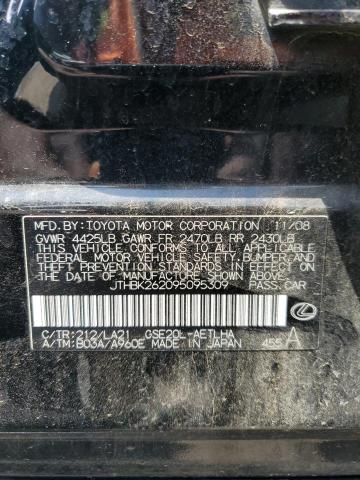 MFD. BY: TOYOTA MOTOR CORPORATION 11/08
GVWR 4425LB GAWR FR 2470LB RR 2430LB
THIS VEHICLE CONFORMS TO ALL APPLICABLE
FEDERAL MOTOR VEHICLE SAFETY, BUMPER, AND
THEFT PREVENTION STANDARDS IN EFFECT ON
THE DATE OF MANUFACTURE SHOWN ABOVE.
JTHBK262095095309 PASS. CAR
C/TR: 212/LA21 GSE20L-AETLHA A
A/TM: B03A/A960E MADE IN JAPAN 455